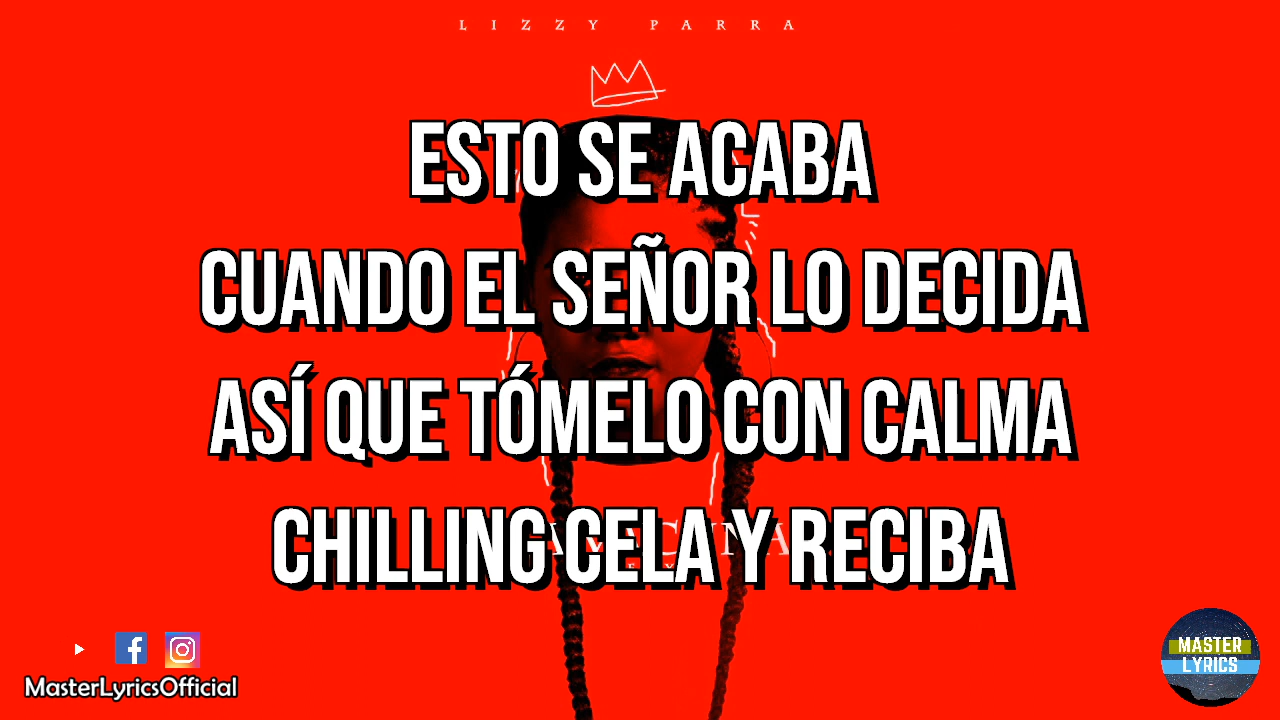 LIZZY PARRA
ESTO SE ACABA
CUANDO EL SEÑOR LO DECIDA
ASÍ QUE TÓMELO CON CALMA
CHILLING CELA Y RECIBA
MasterLyricsOfficial
MASTER
LYRICS